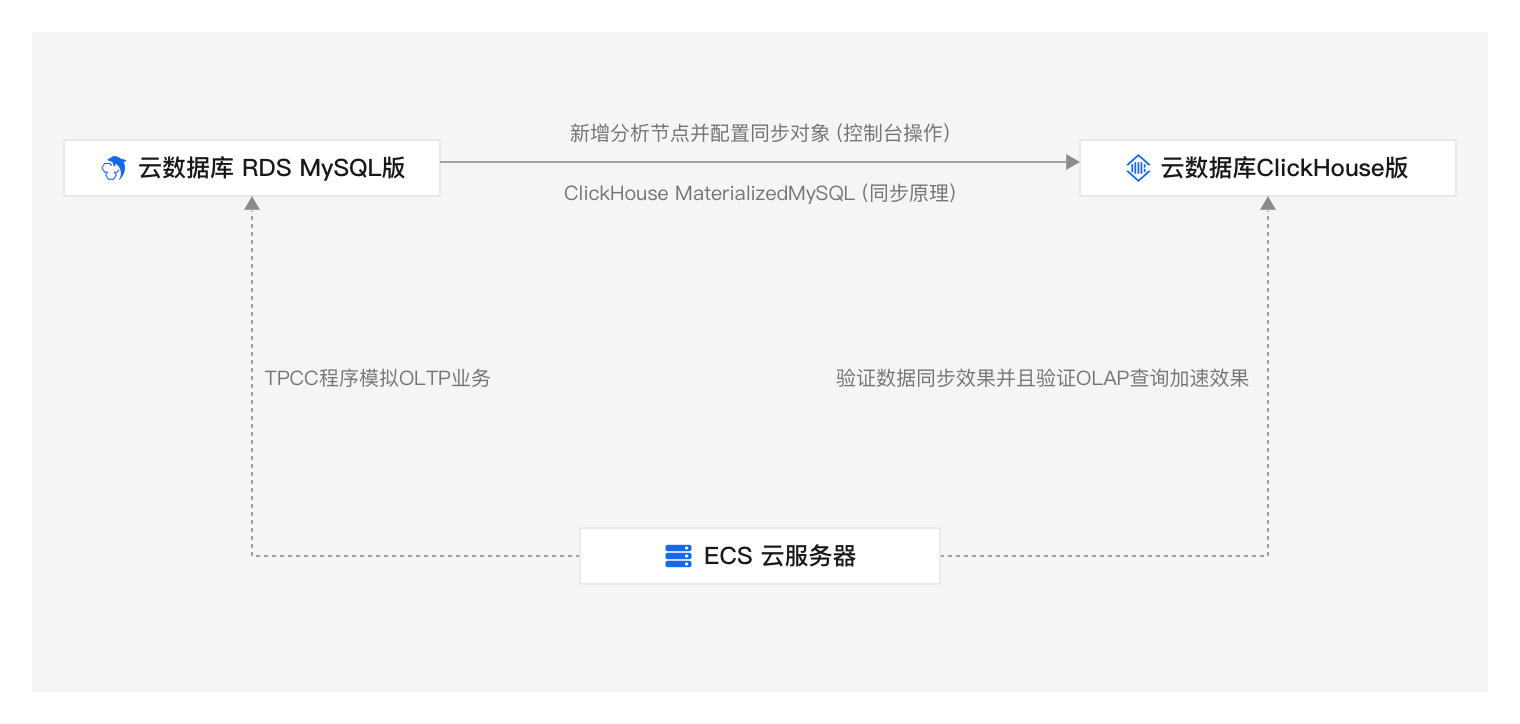 新增分析节点并配置同步对象 (控制台操作)
云数据库 RDS MySQL版
云数据库ClickHouse版
ClickHouse MaterializedMySQL (同步原理)
TPCC程序模拟OLTP业务
验证数据同步效果并且验证OLAP查询加速效果
ECS 云服务器